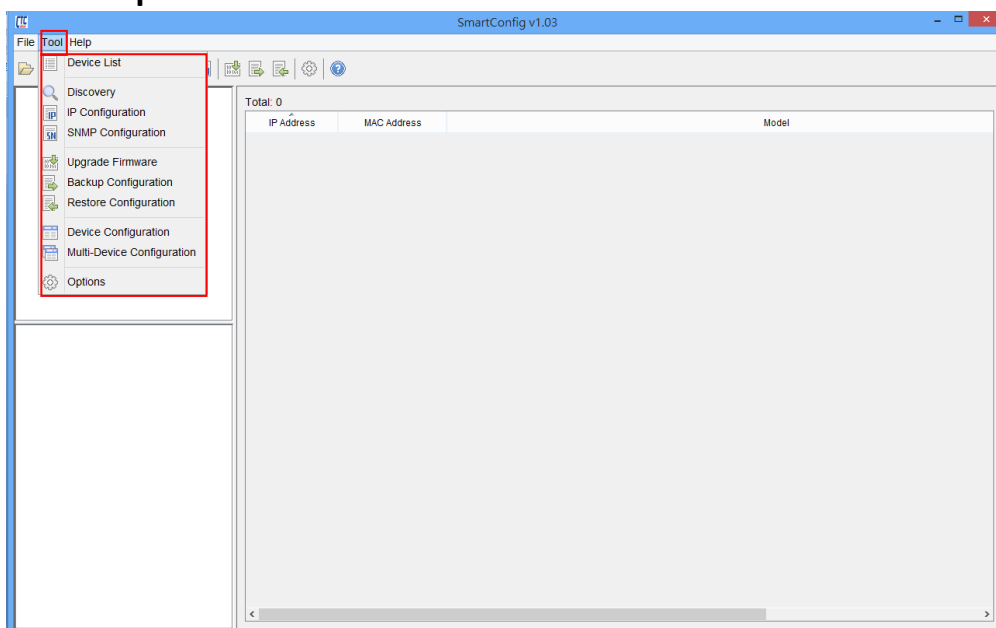 SmartConfig v1.03
File Tool Help
Device List
Discovery
IP Configuration
SNMP Configuration
Upgrade Firmware
Backup Configuration
Restore Configuration
Device Configuration
Multi-Device Configuration
Options
Total: 0
IP Address MAC Address Model